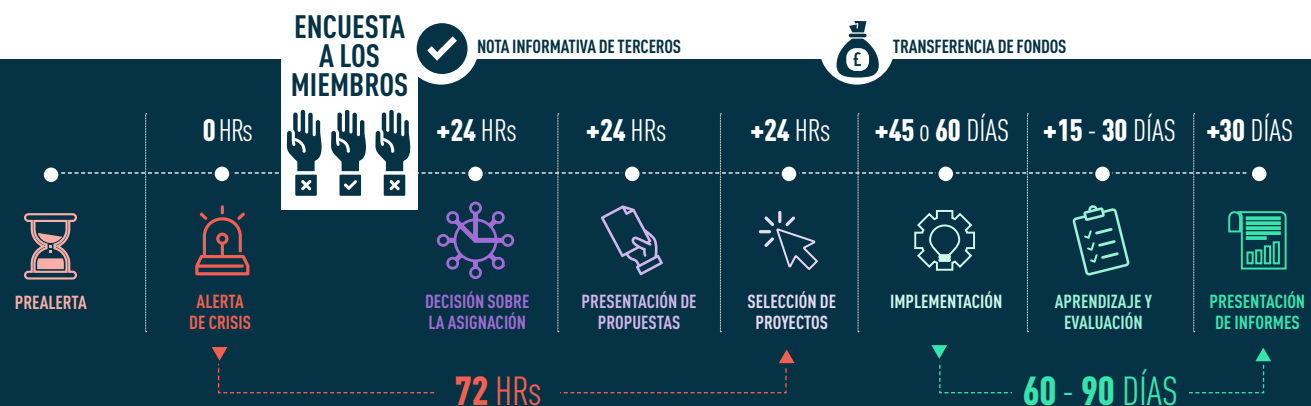 ENCUESTA
A LOS
MIEMBROS
NOTA INFORMATIVA DE TERCEROS
£
TRANSFERENCIA DE FONDOS
0 HRs
+24 HRs
+24 HRs
+24 HRs
+45 o 60 DÍAS
+15 - 30 DÍAS
+30 DÍAS
PREALERTA
ALERTA
DE CRISIS
DECISIÓN SOBRE
LA ASIGNACIÓN
PRESENTACIÓN DE
PROPUESTAS
SELECCIÓN DE
PROYECTOS
IMPLEMENTACIÓN
APRENDIZAJE Y
EVALUACIÓN
PRESENTACIÓN
DE INFORMES
72 HRs
60 - 90 DÍAS